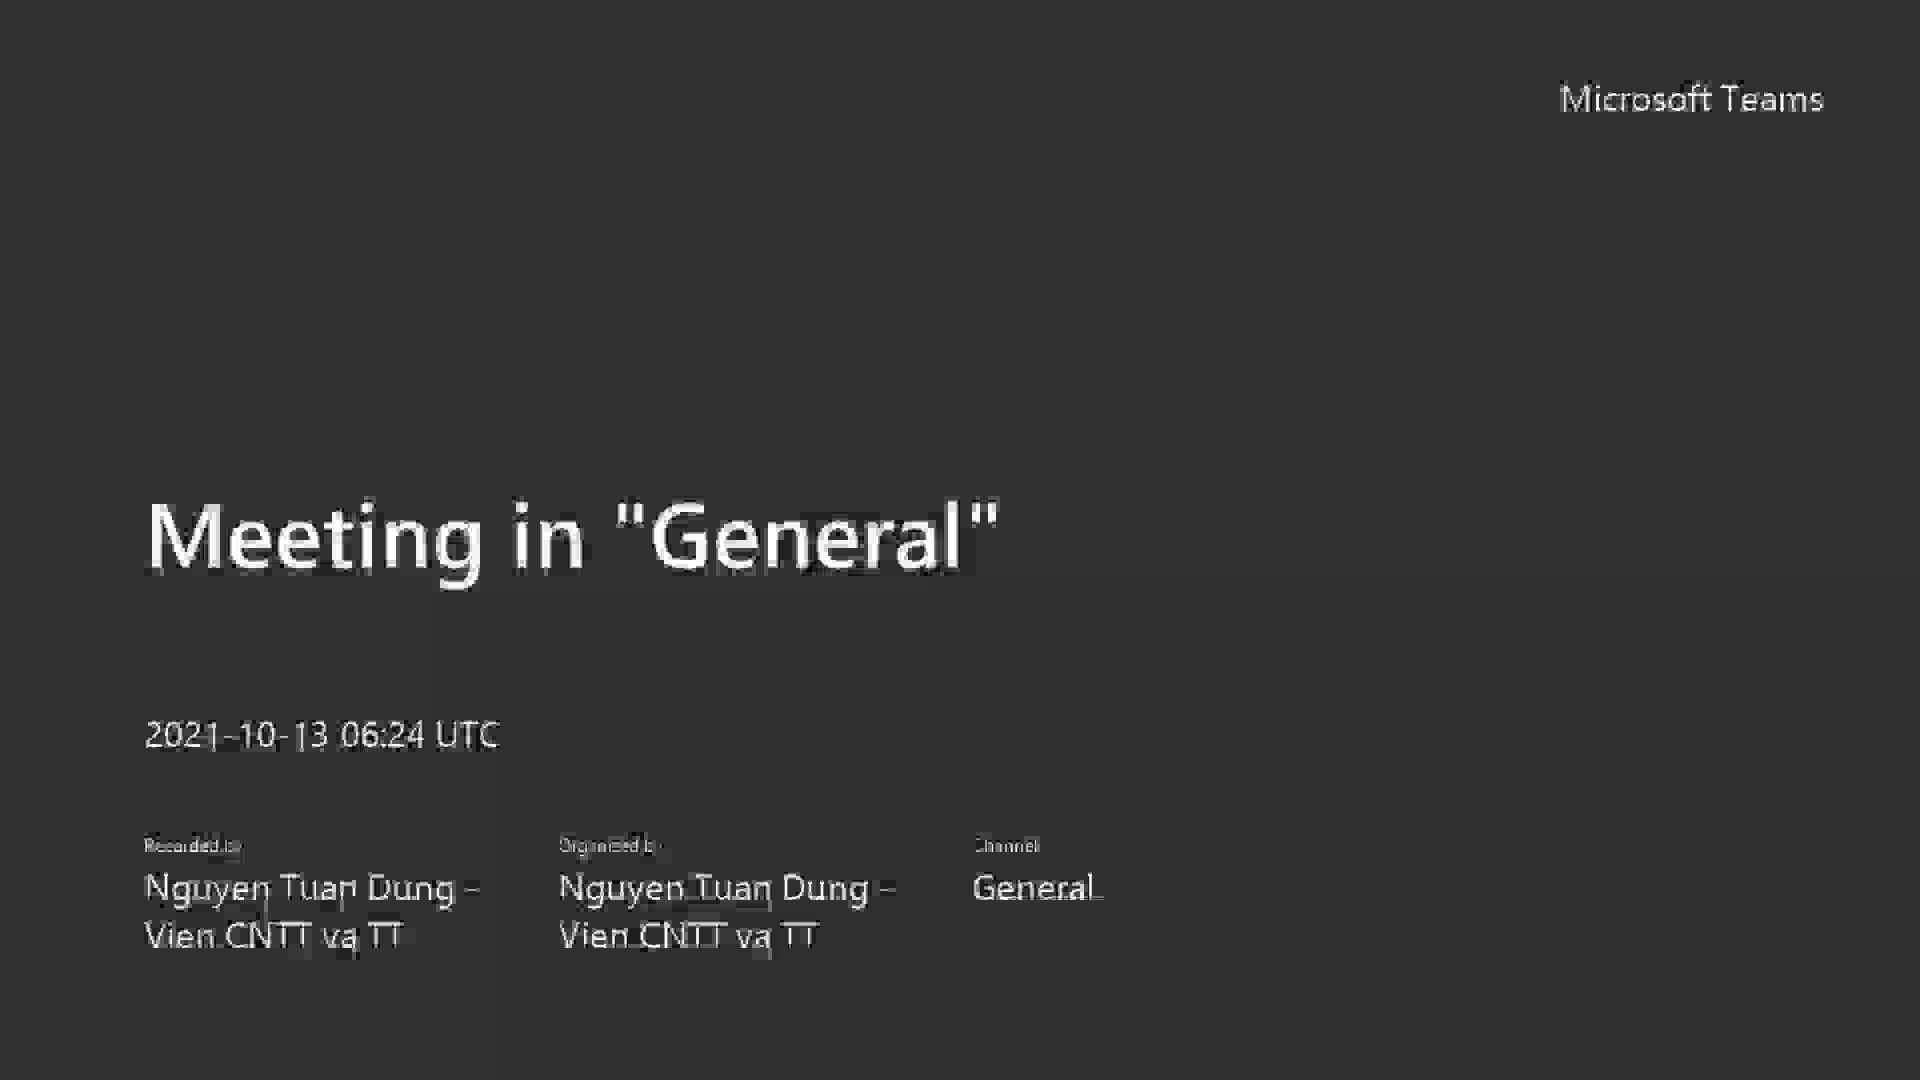 Microsoft Teams
Meeting in "General"
2021-10-13 06:24 UTC
Recorded by
Nguyen Tuan Dung –
Vien CNTT va TT
Organized by
Nguyen Tuan Dung –
Vien CNTT va TT
Channel
General